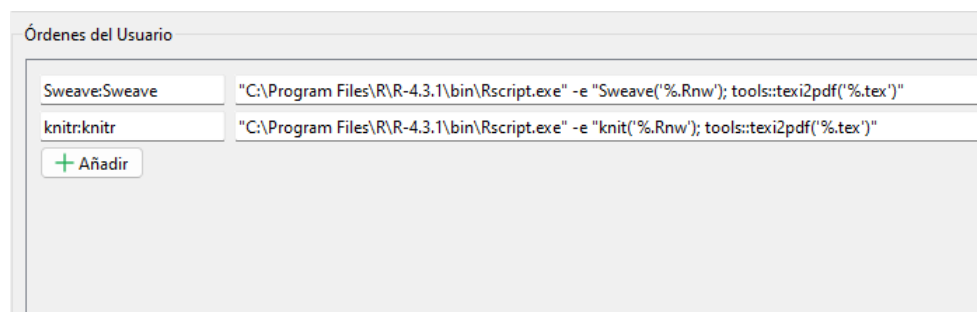 Órdenes del Usuario
Sweave:Sweave "C:\Program Files\R\R-4.3.1\bin\Rscript.exe" -e "Sweave('%.Rnw'); tools::texi2pdf('%.tex')"
knitr:knitr "C:\Program Files\R\R-4.3.1\bin\Rscript.exe" -e "knit('%.Rnw'); tools::texi2pdf('%.tex')"
Añadir